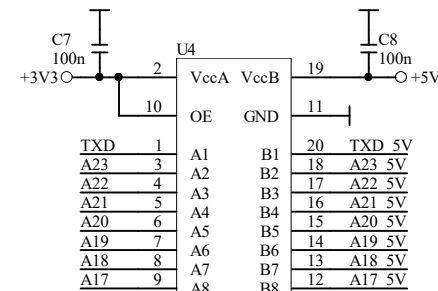 C7
100n
C8
100n
U4
+3V3
2
VccA VccB
19
+5V
10
OE
GND
11
TXD 1 A1 B1 20 TXD 5V
A23 3 A2 B2 18 A23 5V
A22 4 A3 B3 17 A22 5V
A21 5 A4 B4 16 A21 5V
A20 6 A5 B5 15 A20 5V
A19 7 A6 B6 14 A19 5V
A18 8 A7 B7 13 A18 5V
A17 9 A8 B8 12 A17 5V